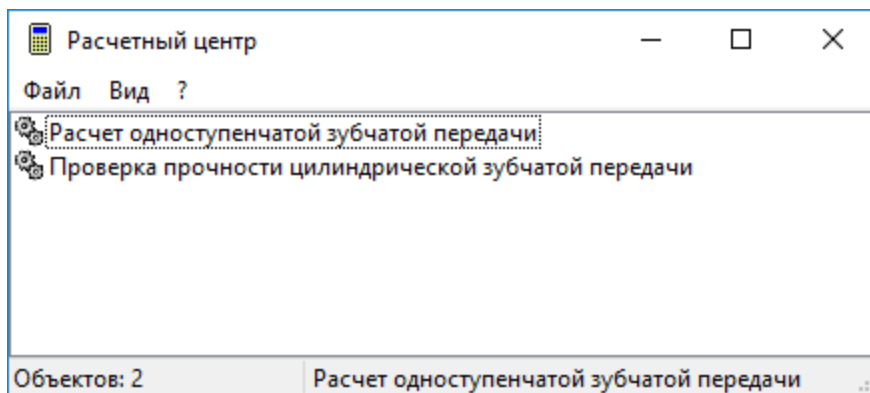 Расчетный центр
Файл Вид ?
Расчет одноступенчатой зубчатой передачи
Проверка прочности цилиндрической зубчатой передачи
Объектов: 2 Расчет одноступенчатой зубчатой передачи